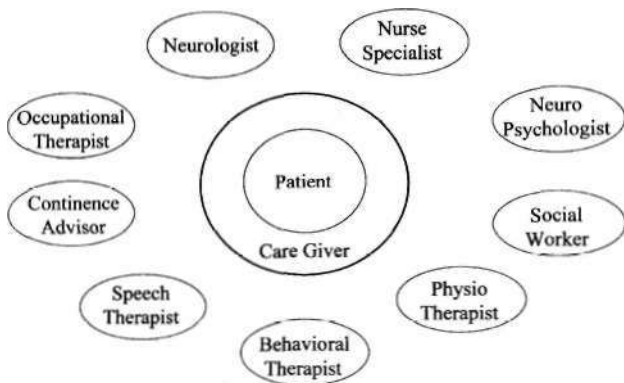 Neurologist
Nurse
Specialist
Occupational
Therapist
Neuro
Psychologist
Patient
Continence
Advisor
Social
Worker
Care Giver
Speech
Therapist
Physio
Therapist
Behavioral
Therapist